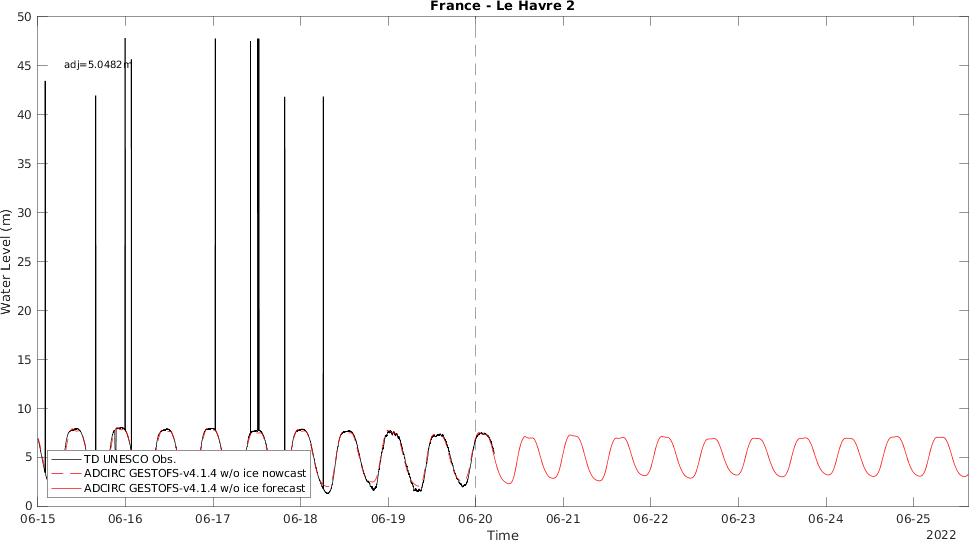 France - Le Havre 2
50
45
40
35
30
25
20
15
10
5
0
adj=5.0482m
Water Level (m)
TD UNESCO Obs.
ADCIRC GESTOFS-v4.1.4 w/o ice nowcast
ADCIRC GESTOFS-v4.1.4 w/o ice forecast
06-15 06-16 06-17 06-18 06-19 06-20 06-21 06-22 06-23 06-24 06-25
Time
2022